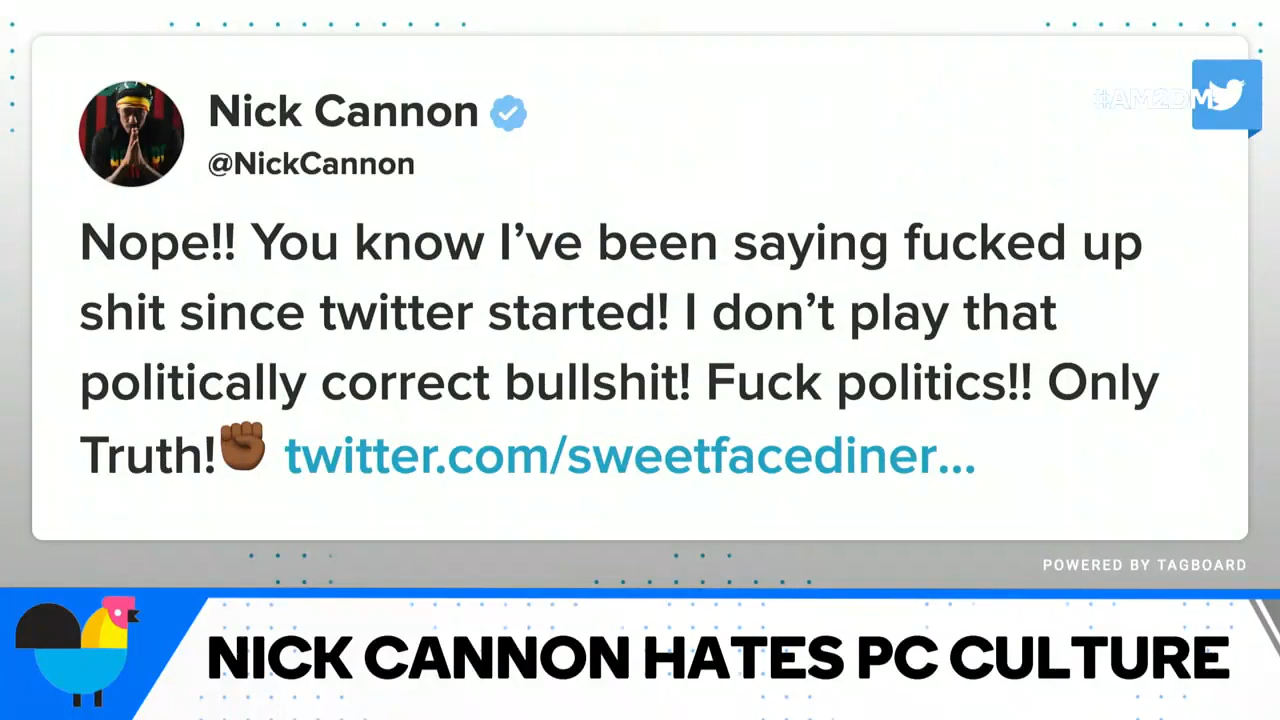 Nick Cannon
@NickCannon
#AM2DM
Nope!! You know I’ve been saying fucked up
shit since twitter started! I don’t play that
politically correct bullshit! Fuck politics!! Only
Truth!✊🏾 twitter.com/sweetfacediner...
POWERED BY TAGBOARD
NICK CANNON HATES PC CULTURE